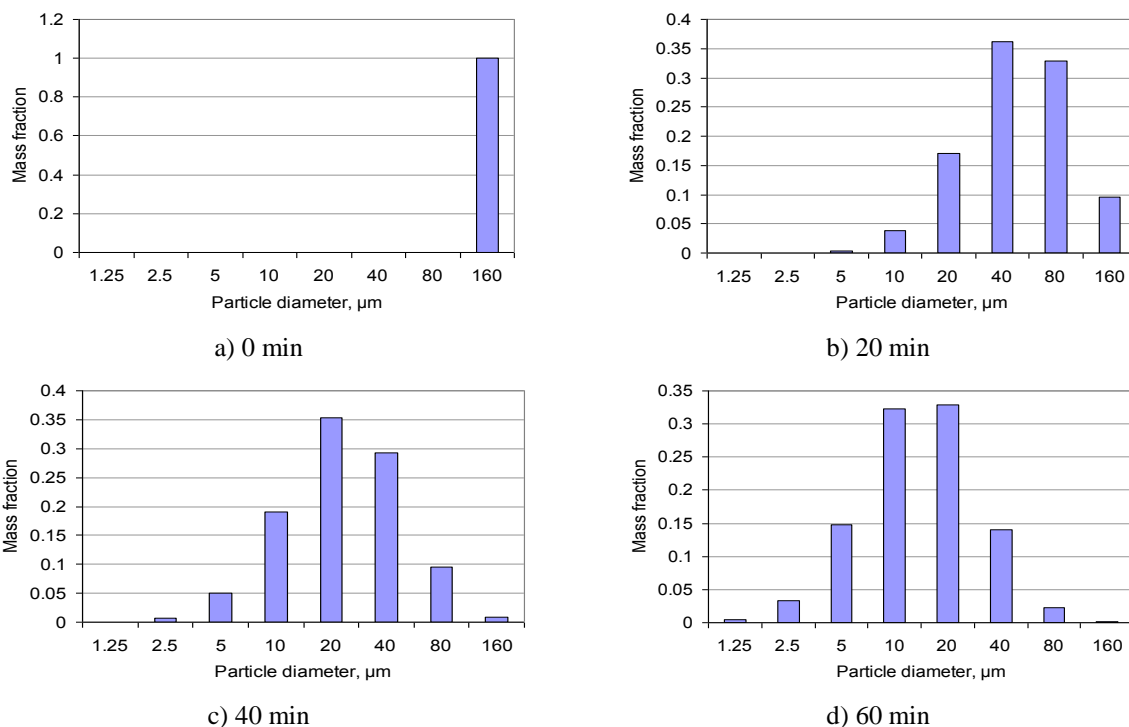 1.2
1
0.8
0.6
0.4
0.2
0
Mass fraction
1.25 2.5 5 10 20 40 80 160
Particle diameter, µm
a) 0 min
0.4
0.35
0.3
0.25
0.2
0.15
0.1
0.05
0
Mass fraction
1.25 2.5 5 10 20 40 80 160
Particle diameter, µm
b) 20 min
0.4
0.35
0.3
0.25
0.2
0.15
0.1
0.05
0
Mass fraction
1.25 2.5 5 10 20 40 80 160
Particle diameter, µm
c) 40 min
0.35
0.3
0.25
0.2
0.15
0.1
0.05
0
Mass fraction
1.25 2.5 5 10 20 40 80 160
Particle diameter, µm
d) 60 min